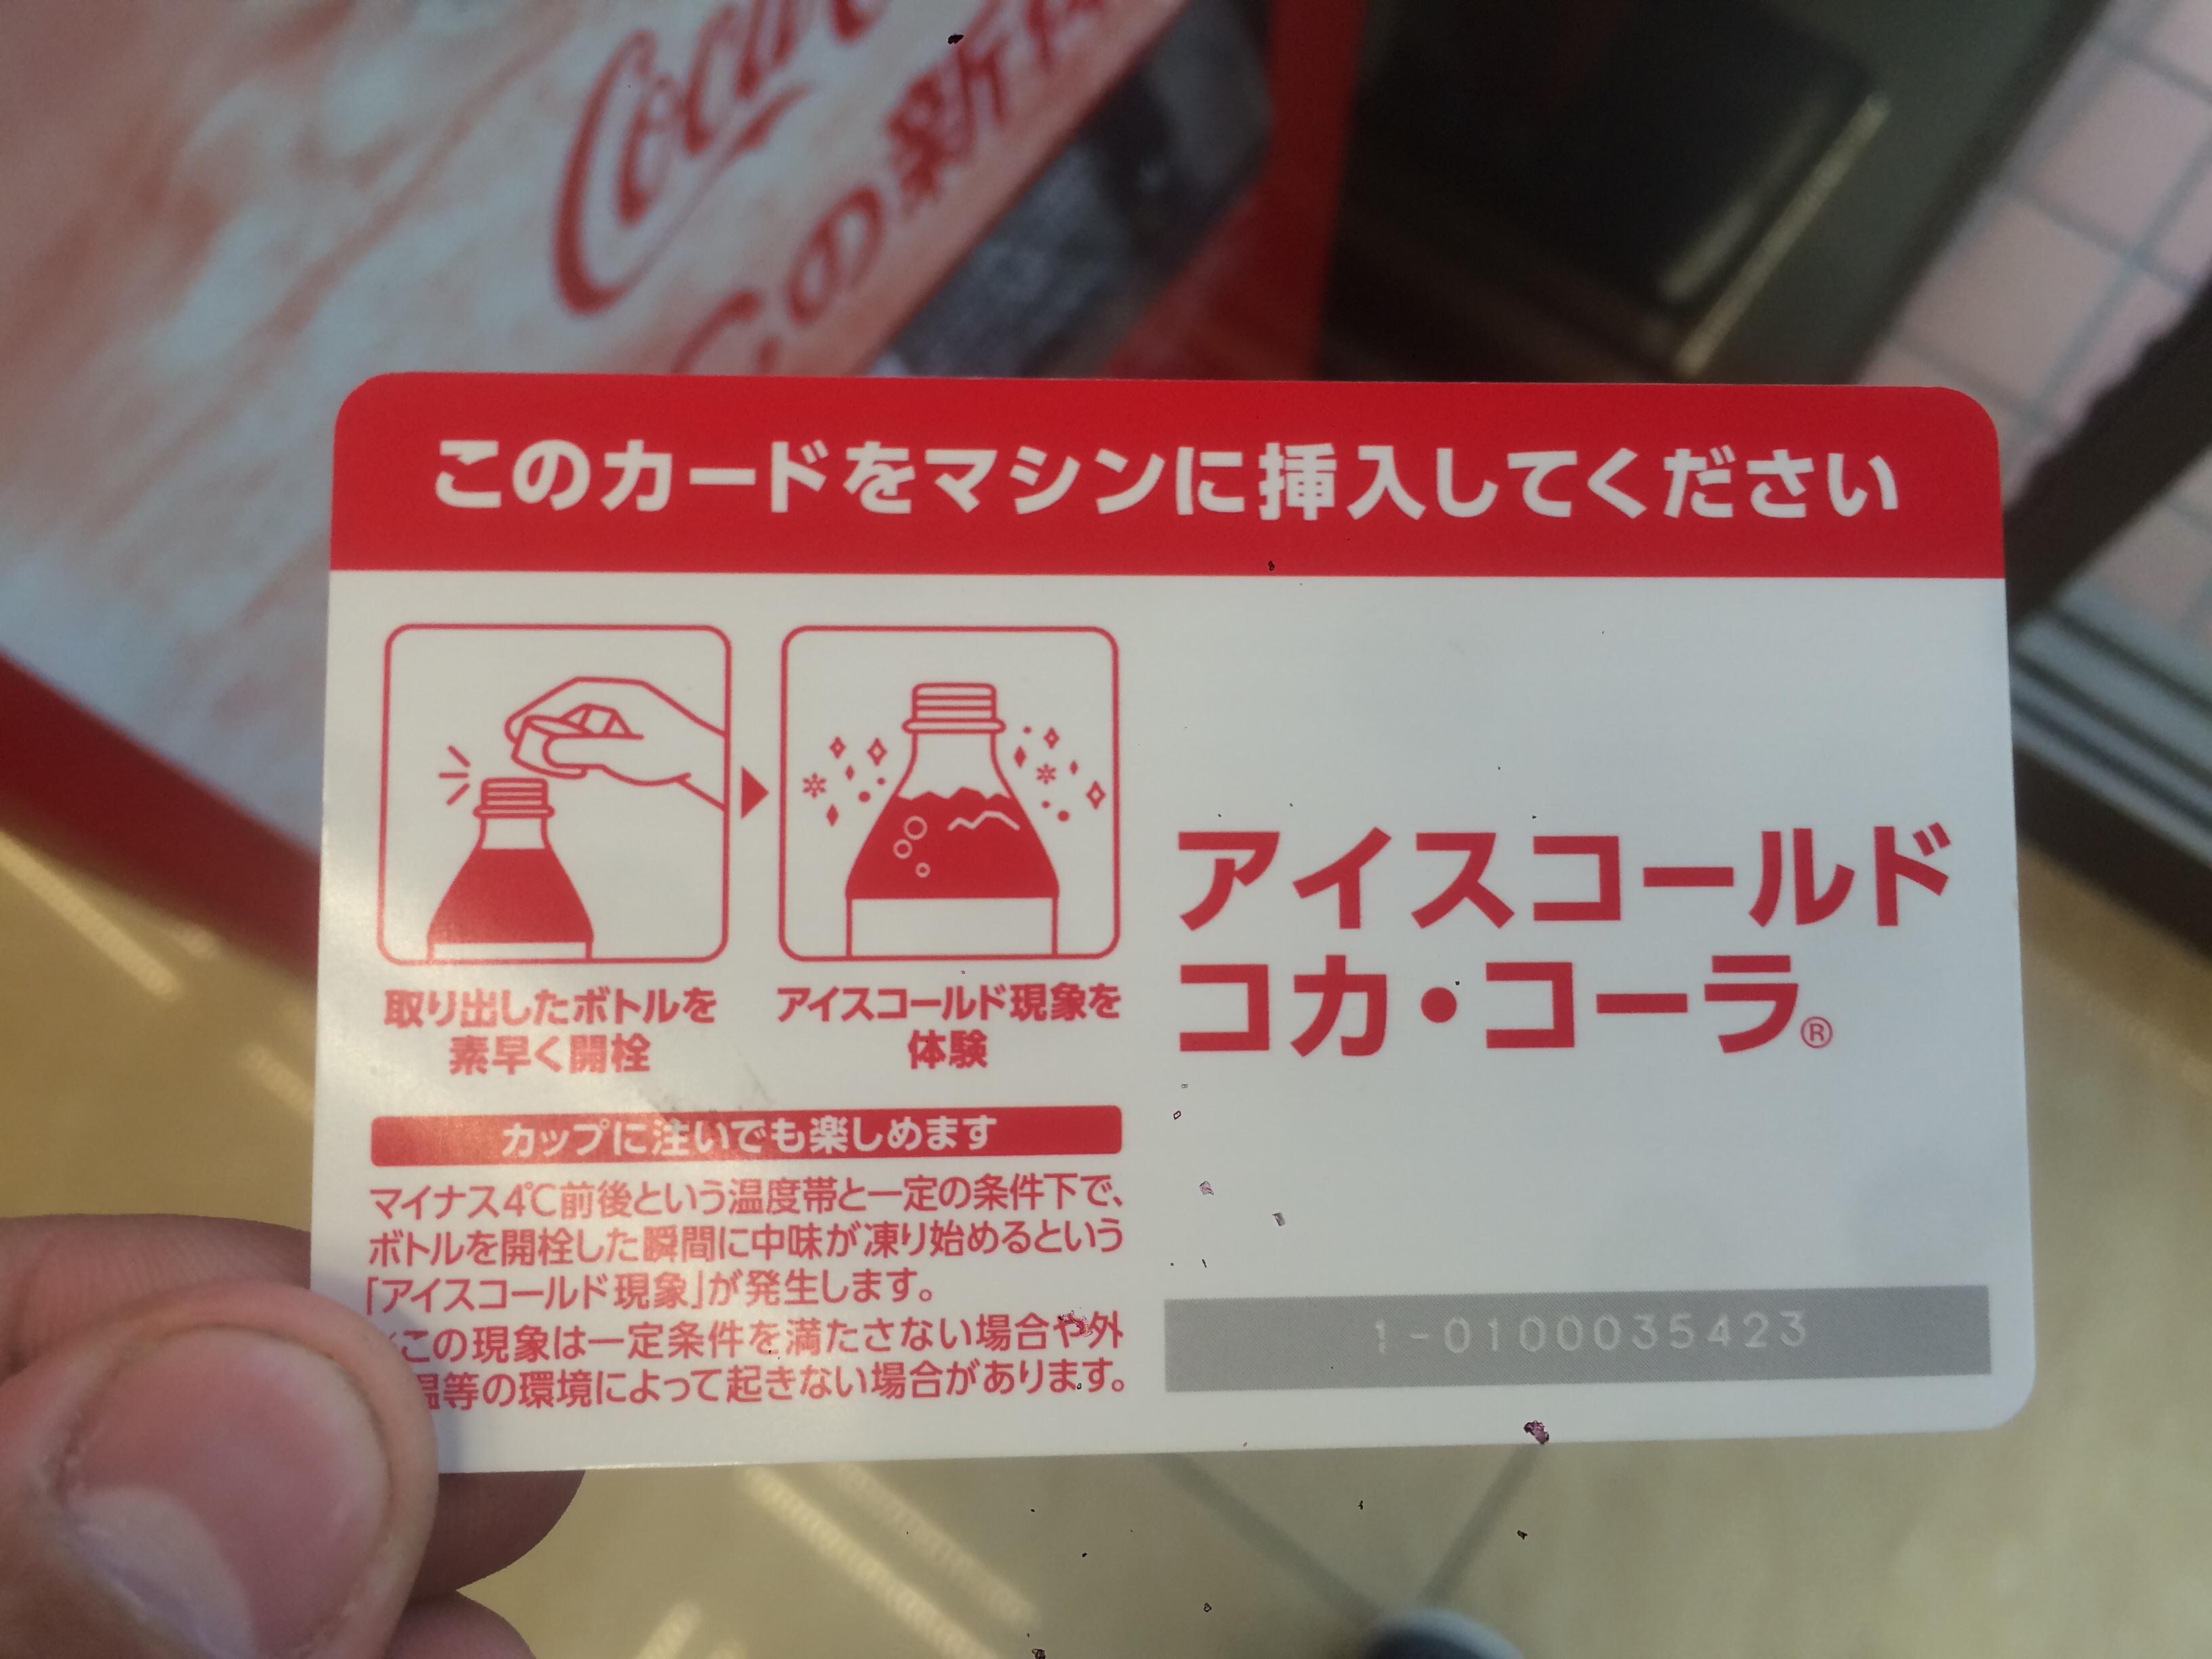 Coca
Cの新
このカードをマシンに挿入してください
取り出したボトルを
素早く開栓
アイスコールド現象を
体験
アイスコールド
コカ・コーラ®
カップに注いでも楽しめます
マイナス4℃前後という温度帯と一定の条件下で、
ボトルを開栓した瞬間に中味が凍り始めるという
「アイスコールド現象」が発生します。
※この現象は一定条件を満たさない場合や外
温等の環境によって起きない場合があります。
1-0100035423